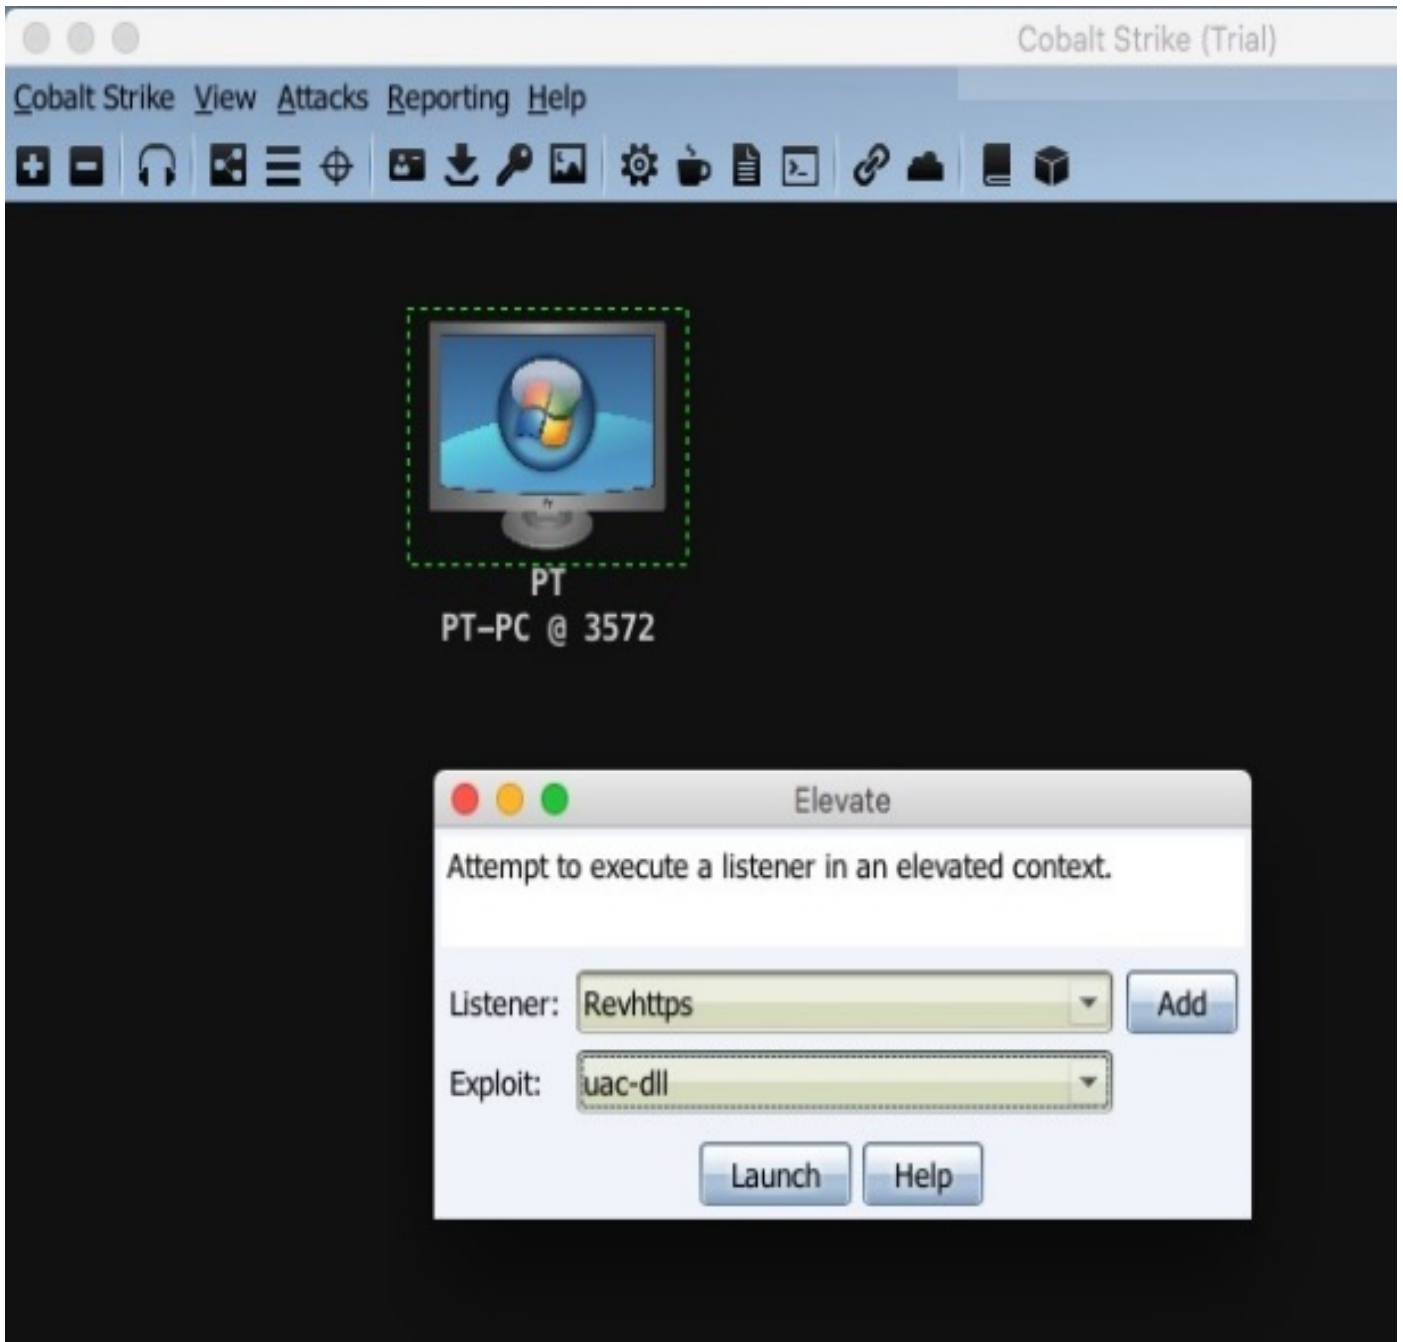 Cobalt Strike (Trial)
Cobalt Strike View Attacks Reporting Help
PT
PT-PC @ 3572
Elevate
Attempt to execute a listener in an elevated context.
Listener: Revhttps Add
Exploit: uac-dll
Launch Help